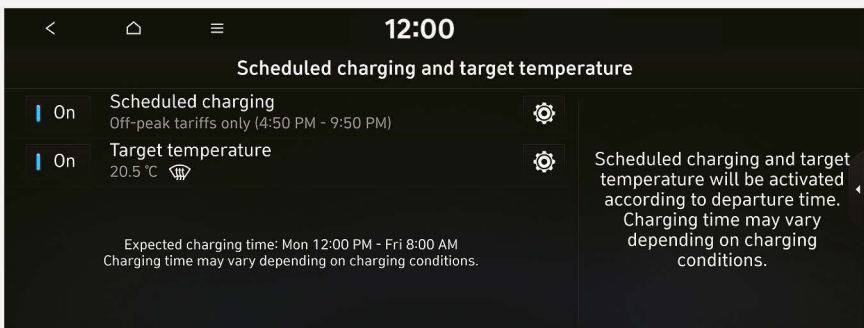 12:00
Scheduled charging and target temperature
On
Scheduled charging
Off-peak tariffs only (4:50 PM - 9:50 PM)
On
Target temperature
20.5 °C
Expected charging time: Mon 12:00 PM - Fri 8:00 AM
Charging time may vary depending on charging conditions.
Scheduled charging and target
temperature will be activated
according to departure time.
Charging time may vary
depending on charging
conditions.